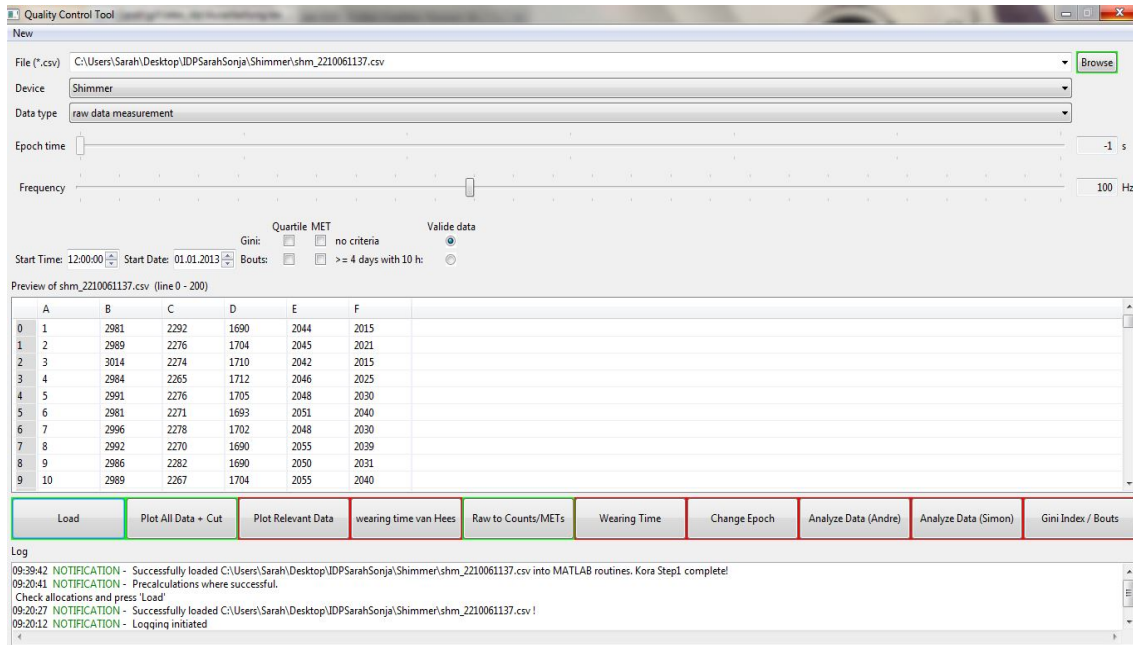 Quality Control Tool
New
File (*.csv) C:\Users\Sarah\Desktop\IDPSarahSonja\Shimmer\shm_2210061137.csv Browse
Device Shimmer
Data type raw data measurement
Epoch time -1 s
Frequency 100 Hz
Quartile MET Valide data
Gini: no criteria
Start Time: 12:00:00 Start Date: 01.01.2013 Bouts: >= 4 days with 10 h:
Preview of shm_2210061137.csv (line 0 - 200)
A B C D E F
0 1 2981 2292 1690 2044 2015
1 2 2989 2276 1704 2045 2021
2 3 3014 2274 1710 2042 2015
3 4 2984 2265 1712 2046 2025
4 5 2991 2276 1705 2048 2030
5 6 2981 2271 1693 2051 2040
6 7 2996 2278 1702 2048 2030
7 8 2992 2270 1690 2055 2039
8 9 2986 2282 1690 2050 2031
9 10 2989 2267 1704 2055 2040
Load Plot All Data + Cut Plot Relevant Data wearing time van Hees Raw to Counts/METs Wearing Time Change Epoch Analyze Data (Andre) Analyze Data (Simon) Gini Index / Bouts
Log
09:39:42 NOTIFICATION - Successfully loaded C:\Users\Sarah\Desktop\IDPSarahSonja\Shimmer\shm_2210061137.csv into MATLAB routines. Kora Step1 complete!
09:20:41 NOTIFICATION - Precalculations where successful.
Check allocations and press 'Load'
09:20:27 NOTIFICATION - Successfully loaded C:\Users\Sarah\Desktop\IDPSarahSonja\Shimmer\shm_2210061137.csv !
09:20:12 NOTIFICATION - Logging initiated